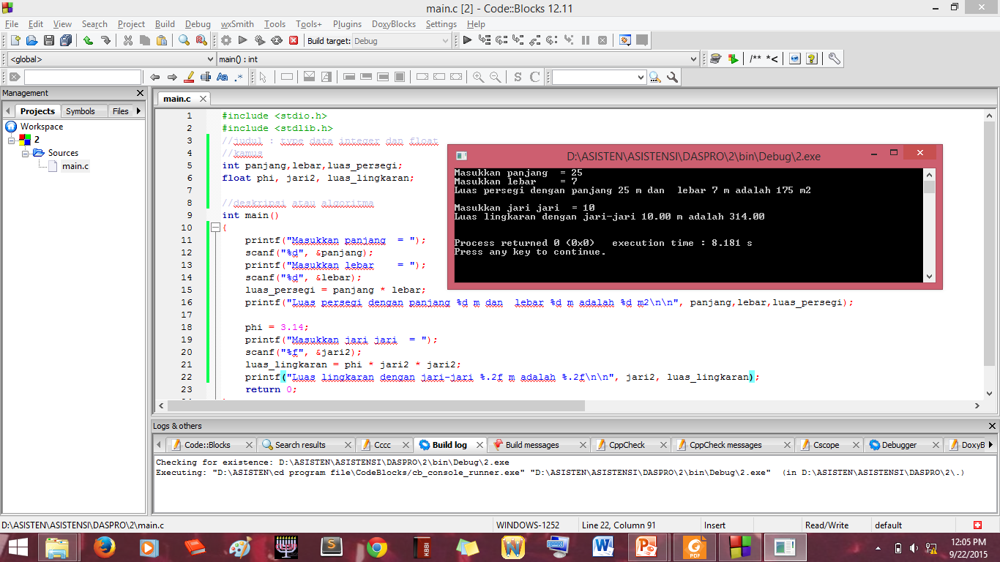 main.c [2] - Code::Blocks 12.11
File Edit View Search Project Build Debug wxSmith Tools Tools+ Plugins DoxyBlocks Settings Help
Build target: Debug
<global> main() : int
/** *<
Aa .* S C
Management
Projects Symbols Files
Workspace
2
Sources
main.c
main.c
1 #include <stdio.h>
2 #include <stdlib.h>
3 //judul : type data integer dan float
4 //kamus
5 int panjang,lebar,luas_persegi;
6 float phi, jari2, luas_lingkaran;
7
8 //deskripsi atau algoritma
9 int main()
10 {
11 printf("Masukkan panjang  = ");
12 scanf("%d", &panjang);
13 printf("Masukkan lebar    = ");
14 scanf("%d", &lebar);
15 luas_persegi = panjang * lebar;
16 printf("Luas persegi dengan panjang %d m dan  lebar %d m adalah %d m2\n\n", panjang,lebar,luas_persegi);
17
18 phi = 3.14;
19 printf("Masukkan jari jari  = ");
20 scanf("%f", &jari2);
21 luas_lingkaran = phi * jari2 * jari2;
22 printf("Luas lingkaran dengan jari-jari %.2f m adalah %.2f\n\n", jari2, luas_lingkaran);
23 return 0;
D:\ASISTEN\ASISTENSI\DASPRO\2\bin\Debug\2.exe
Masukkan panjang  = 25
Masukkan lebar    = 7
Luas persegi dengan panjang 25 m dan  lebar 7 m adalah 175 m2
Masukkan jari jari  = 10
Luas lingkaran dengan jari-jari 10.00 m adalah 314.00
Process returned 0 (0x0)   execution time : 8.181 s
Press any key to continue.
Logs & others
Code::Blocks Search results Cccc Build log Build messages CppCheck CppCheck messages Cscope Debugger DoxyB
Checking for existence: D:\ASISTEN\ASISTENSI\DASPRO\2\bin\Debug\2.exe
Executing: "D:\ASISTEN\cd program file\CodeBlocks/cb_console_runner.exe" "D:\ASISTEN\ASISTENSI\DASPRO\2\bin\Debug\2.exe"  (in D:\ASISTEN\ASISTENSI\DASPRO\2\.)
D:\ASISTEN\ASISTENSI\DASPRO\2\main.c WINDOWS-1252 Line 22, Column 91 Insert Read/Write default
KBBI
PDF
12:05 PM
9/22/2015